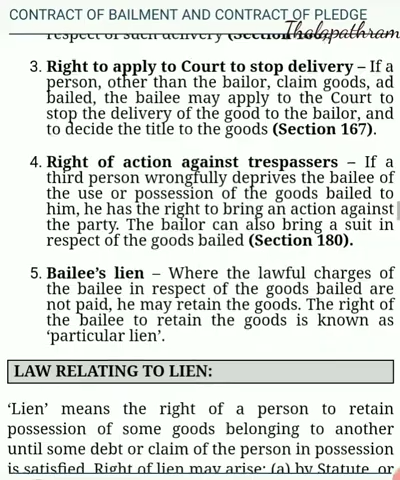 CONTRACT OF BAILMENT AND CONTRACT OF PLEDGE
Thalapathram
respect of such delivery (Section
3. Right to apply to Court to stop delivery – If a
person, other than the bailor, claim goods, ad
bailed, the bailee may apply to the Court to
stop the delivery of the good to the bailor, and
to decide the title to the goods (Section 167).
4. Right of action against trespassers – If a
third person wrongfully deprives the bailee of
the use or possession of the goods bailed to
him, he has the right to bring an action against
the party. The bailor can also bring a suit in
respect of the goods bailed (Section 180).
5. Bailee’s lien – Where the lawful charges of
the bailee in respect of the goods bailed are
not paid, he may retain the goods. The right of
the bailee to retain the goods is known as
‘particular lien’.
LAW RELATING TO LIEN:
‘Lien’ means the right of a person to retain
possession of some goods belonging to another
until some debt or claim of the person in possession
is satisfied. Right of lien may arise: (a) by Statute, or